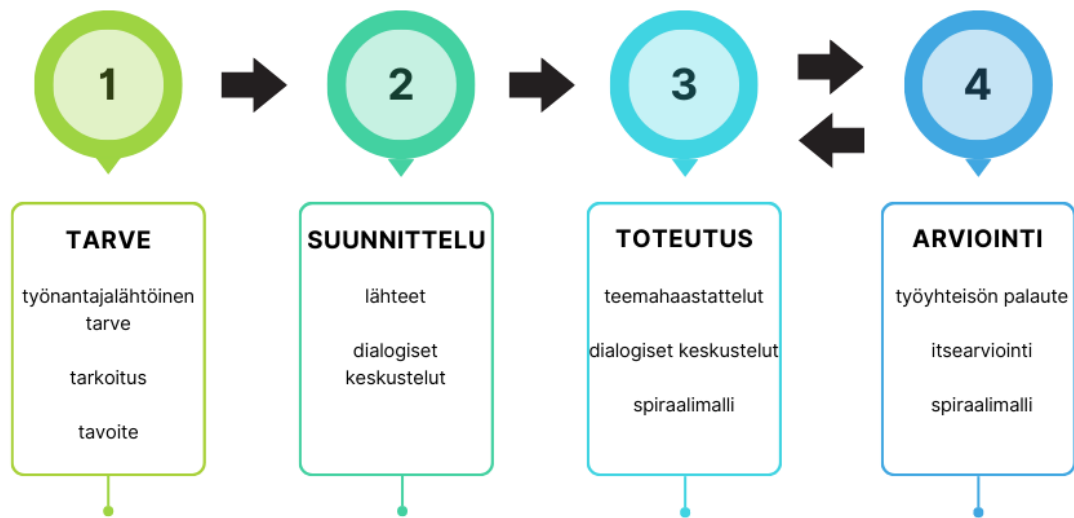 1
2
3
4
TARVE
työnantajalähtöinen
tarve
tarkoitus
tavoite
SUUNNITTELU
lähteet
dialogiset
keskustelut
TOTEUTUS
teemahaastattelut
dialogiset keskustelut
spiraalimalli
ARVIOINTI
työyhteisön palaute
itsearviointi
spiraalimalli